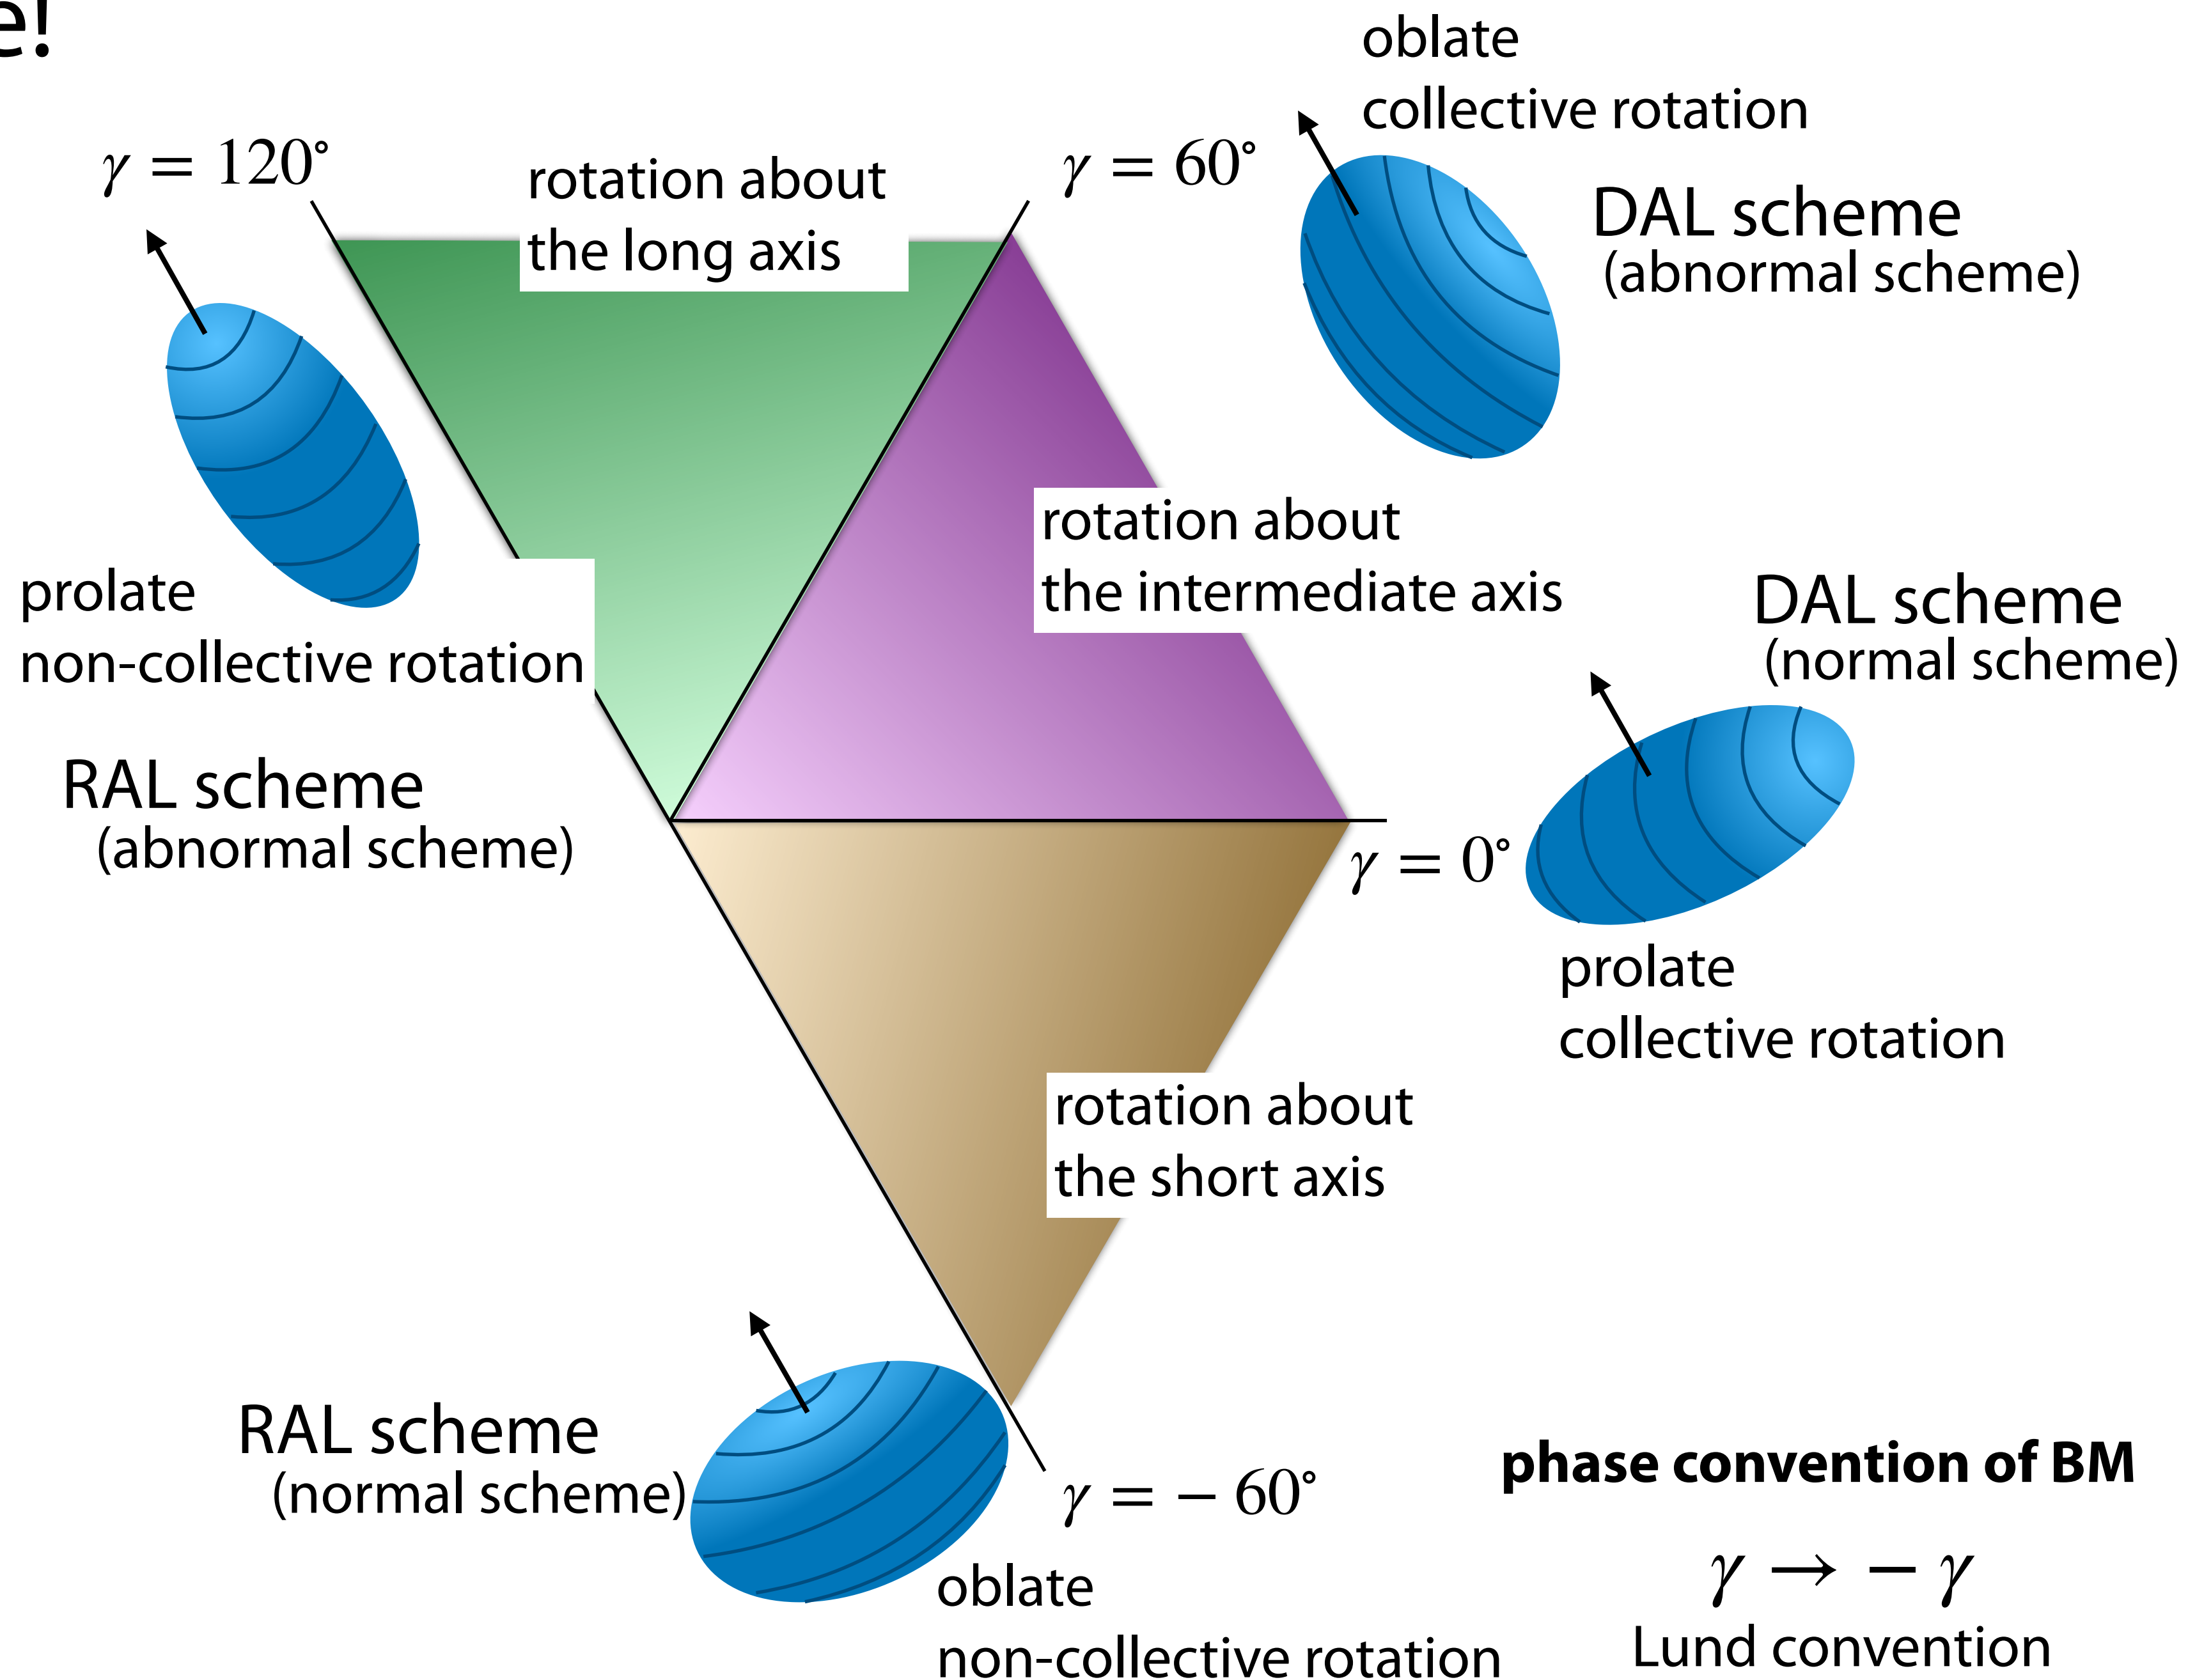 e!
oblate
collective rotation
γ = 120°
rotation about
the long axis
γ = 60°
DAL scheme
(abnormal scheme)
rotation about
the intermediate axis
prolate
non-collective rotation
DAL scheme
(normal scheme)
RAL scheme
(abnormal scheme)
γ = 0°
prolate
collective rotation
rotation about
the short axis
RAL scheme
(normal scheme)
γ = − 60°
oblate
non-collective rotation
phase convention of BM
γ → − γ
Lund convention